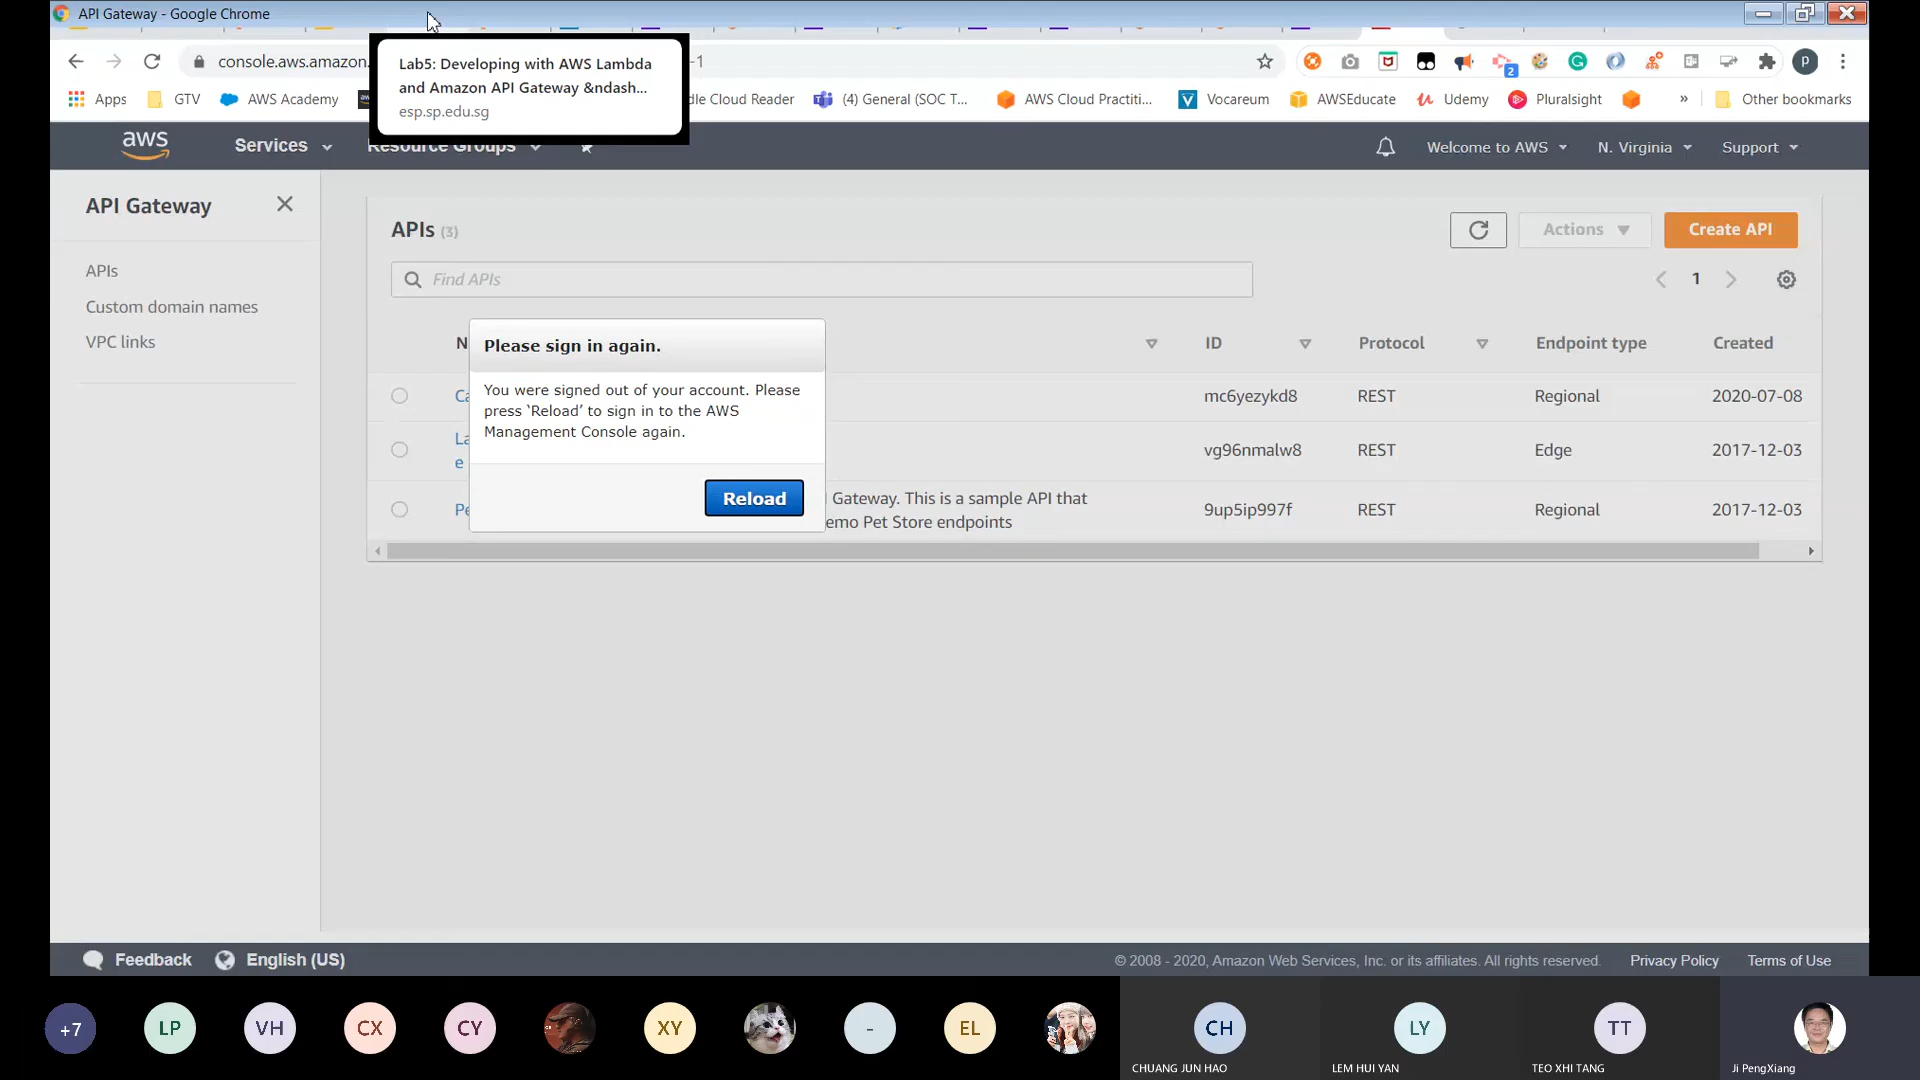 API Gateway - Google Chrome
console.aws.amazon.
-1
Lab5: Developing with AWS Lambda
and Amazon API Gateway &ndash...
esp.sp.edu.sg
Apps
GTV
AWS Academy
dle Cloud Reader
(4) General (SOC T...
AWS Cloud Practiti...
Vocareum
AWSEducate
Udemy
Pluralsight
»
Other bookmarks
2
p
aws
Services
Resource Groups
Welcome to AWS
N. Virginia
Support
API Gateway
APIs
Custom domain names
VPC links
APIs (3)
Actions
Create API
Find APIs
1
N
ID
Protocol
Endpoint type
Created
Ca
mc6yezykd8
REST
Regional
2020-07-08
La
e
vg96nmalw8
REST
Edge
2017-12-03
Pe
Gateway. This is a sample API that
emo Pet Store endpoints
9up5ip997f
REST
Regional
2017-12-03
Please sign in again.
You were signed out of your account. Please
press ‘Reload’ to sign in to the AWS
Management Console again.
Reload
Feedback
English (US)
© 2008 - 2020, Amazon Web Services, Inc. or its affiliates. All rights reserved.
Privacy Policy
Terms of Use
+7
LP
VH
CX
CY
XY
-
EL
CH
CHUANG JUN HAO
LY
LEM HUI YAN
TT
TEO XHI TANG
Ji PengXiang